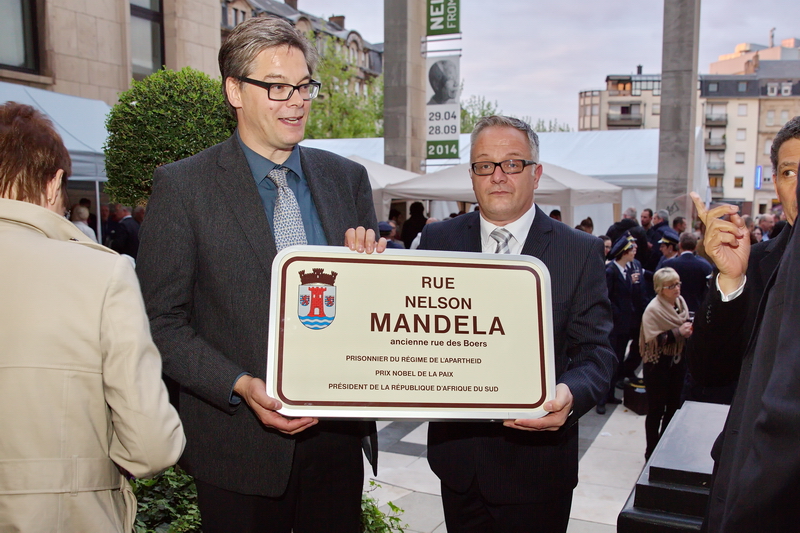 NEL
FROM
29.04
28.09
2014
RUE
NELSON
MANDELA
ancienne rue des Boers
PRISONNIER DU RÉGIME DE L'APARTHEID
PRIX NOBEL DE LA PAIX
PRÉSIDENT DE LA RÉPUBLIQUE D'AFRIQUE DU SUD